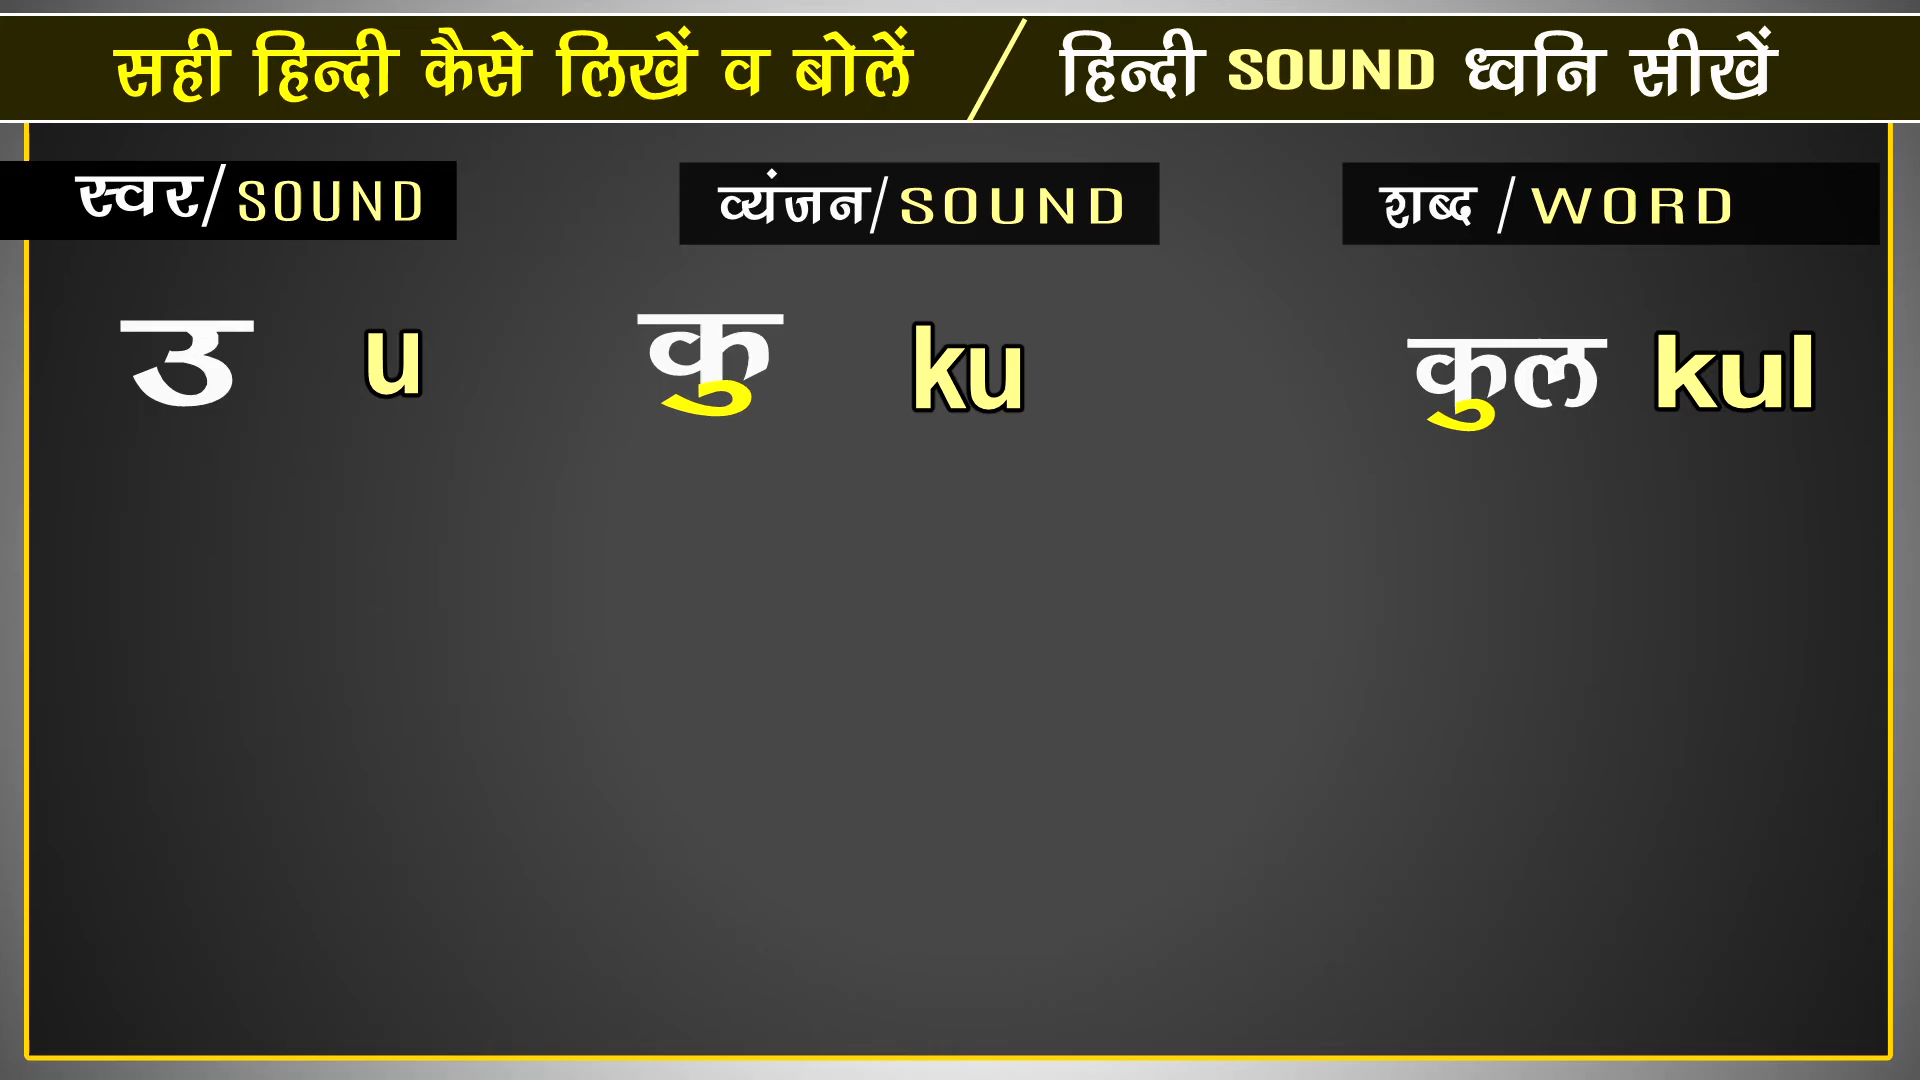 सही हिन्दी कैसे लिखें व बोलें / हिन्दी SOUND ध्वनि सीखें
स्वर/SOUND व्यंजन/SOUND शब्द /WORD
उ u कु ku कुल kul